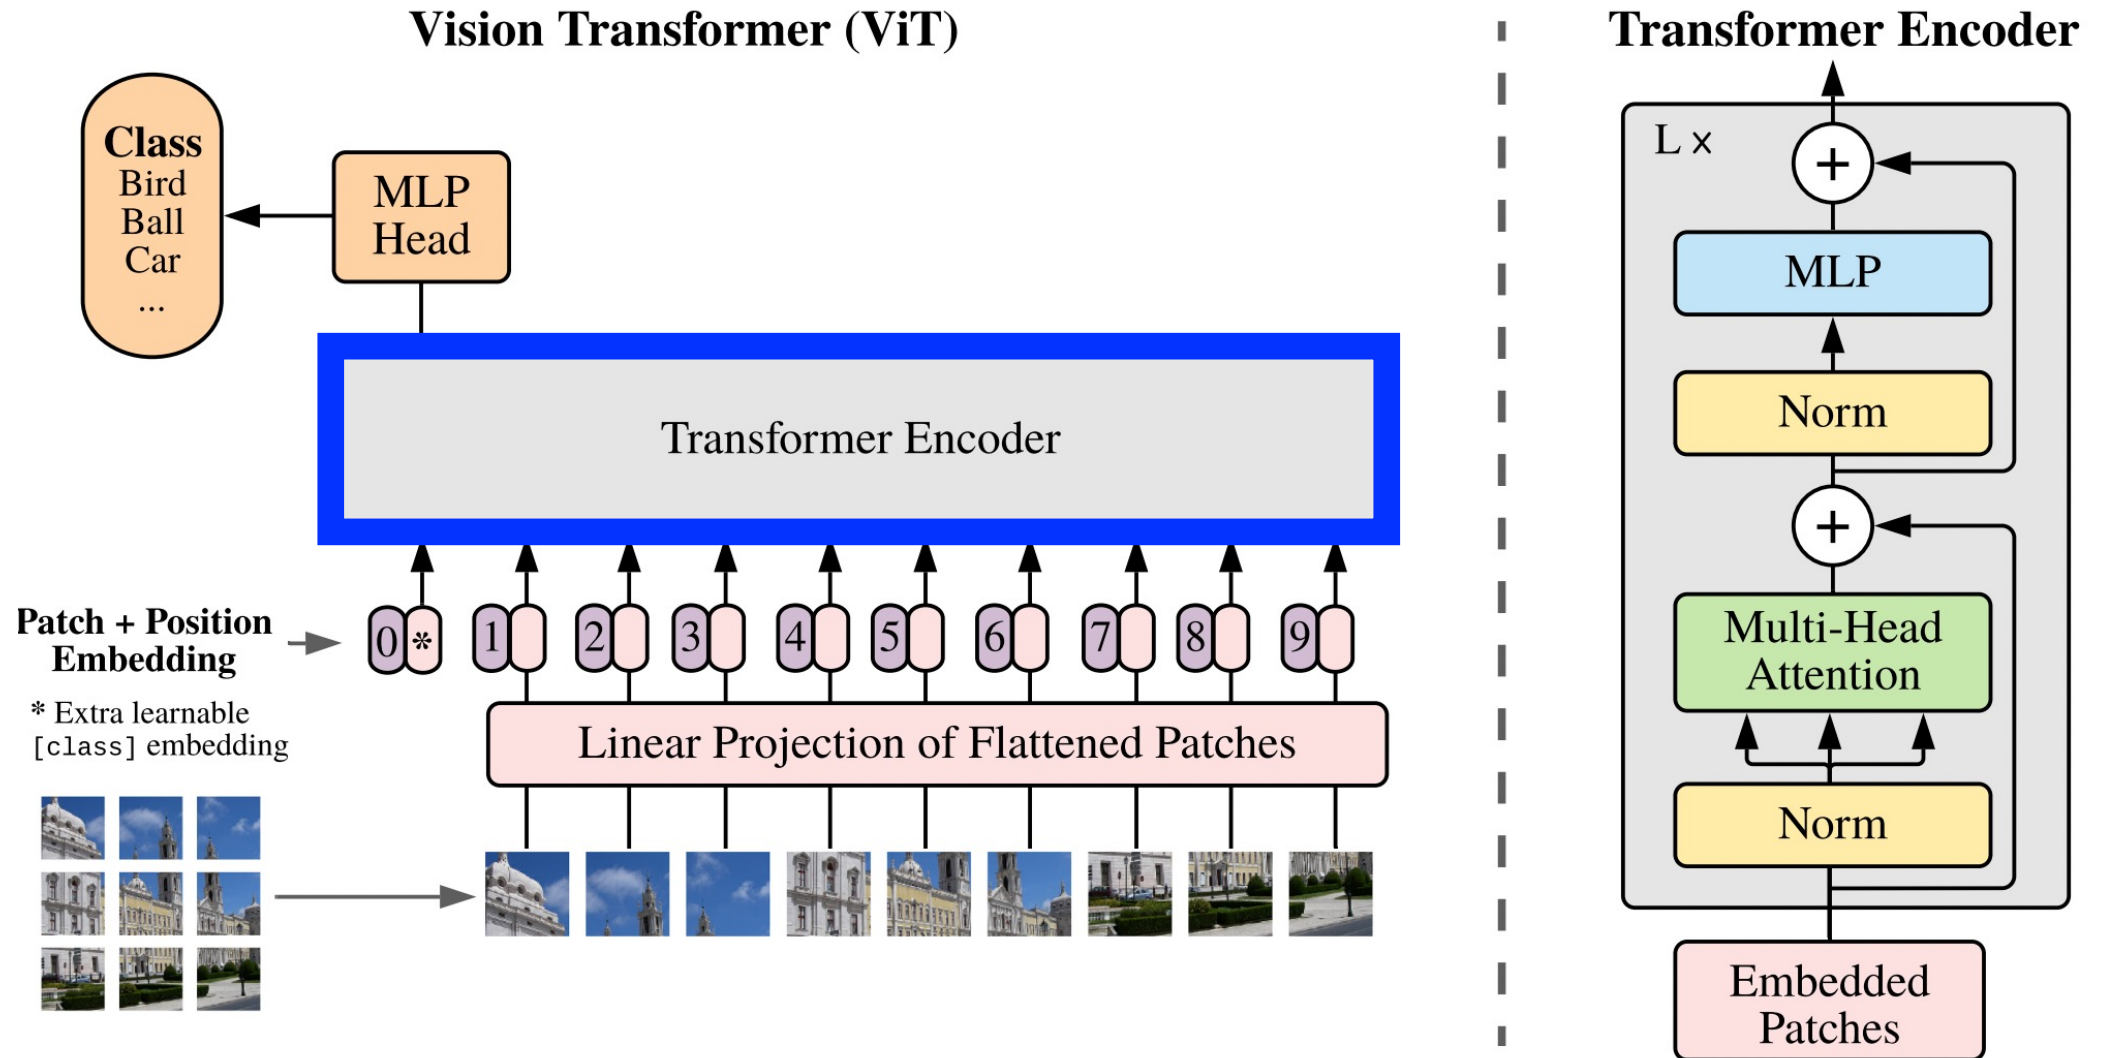 Vision Transformer (ViT)
Class
Bird
Ball
Car
...
MLP
Head
Transformer Encoder
Patch + Position
Embedding
0 * 1 2 3 4 5 6 7 8 9
* Extra learnable
[class] embedding
Linear Projection of Flattened Patches
Transformer Encoder
L ×
+
MLP
Norm
+
Multi-Head
Attention
Norm
Embedded
Patches